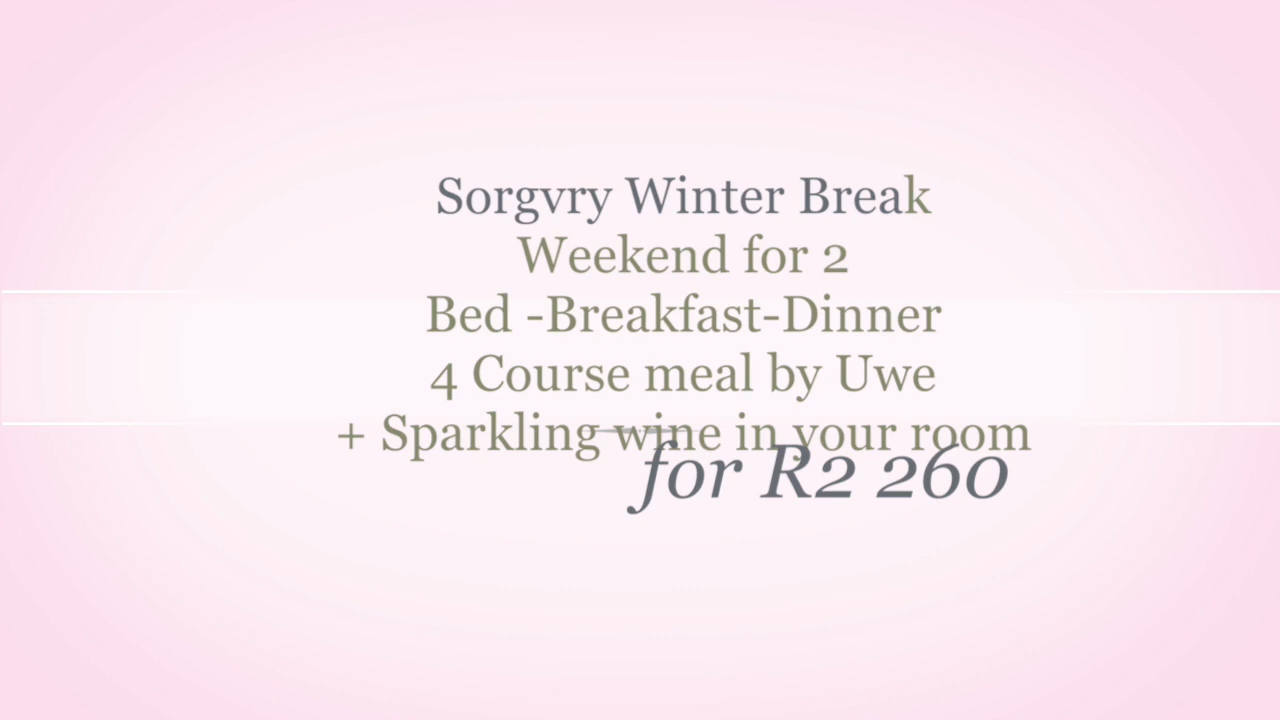 Sorgvry Winter Break
Weekend for 2
Bed -Breakfast-Dinner
4 Course meal by Uwe
+ Sparkling wine in your room
for R2 260